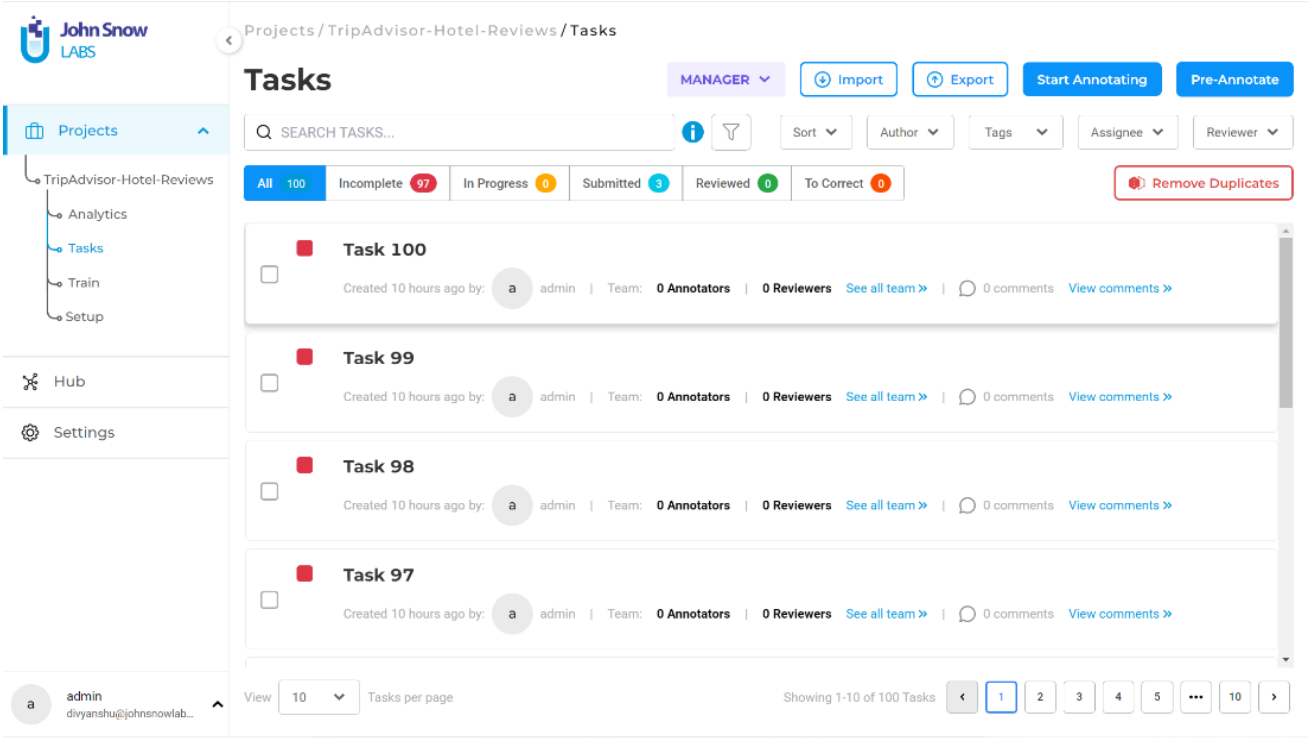 John Snow
LABS
Projects / TripAdvisor-Hotel-Reviews / Tasks
Tasks
MANAGER
Import
Export
Start Annotating
Pre-Annotate
Projects
TripAdvisor-Hotel-Reviews
Analytics
Tasks
Train
Setup
Hub
Settings
SEARCH TASKS...
i
Sort
Author
Tags
Assignee
Reviewer
All 100
Incomplete 97
In Progress 0
Submitted 3
Reviewed 0
To Correct 0
Remove Duplicates
Task 100
Created 10 hours ago by: a admin | Team: 0 Annotators | 0 Reviewers See all team » | 0 comments View comments »
Task 99
Created 10 hours ago by: a admin | Team: 0 Annotators | 0 Reviewers See all team » | 0 comments View comments »
Task 98
Created 10 hours ago by: a admin | Team: 0 Annotators | 0 Reviewers See all team » | 0 comments View comments »
Task 97
Created 10 hours ago by: a admin | Team: 0 Annotators | 0 Reviewers See all team » | 0 comments View comments »
a
admin
divyanshu@johnsnowlab...
View 10 Tasks per page
Showing 1-10 of 100 Tasks ‹ 1 2 3 4 5 ••• 10 ›